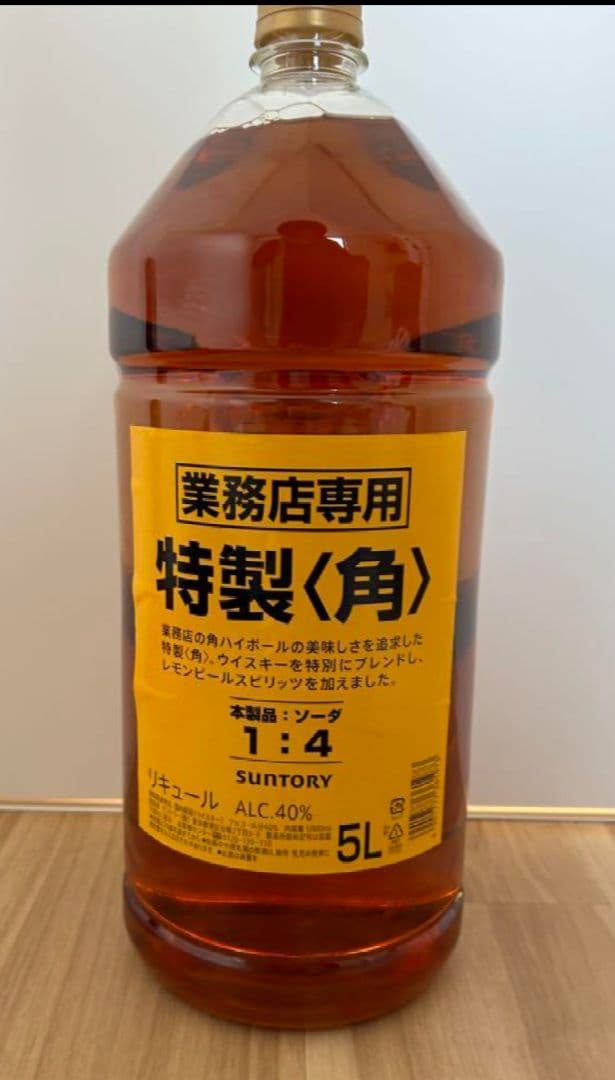 業務店専用
特製〈角〉
業務店の角ハイボールの美味しさを追求した
特製〈角〉。ウイスキーを特別にブレンドし、
レモンピールスピリッツを加えました。
本製品:ソーダ
1:4
SUNTORY
リキュール ALC.40%
5L